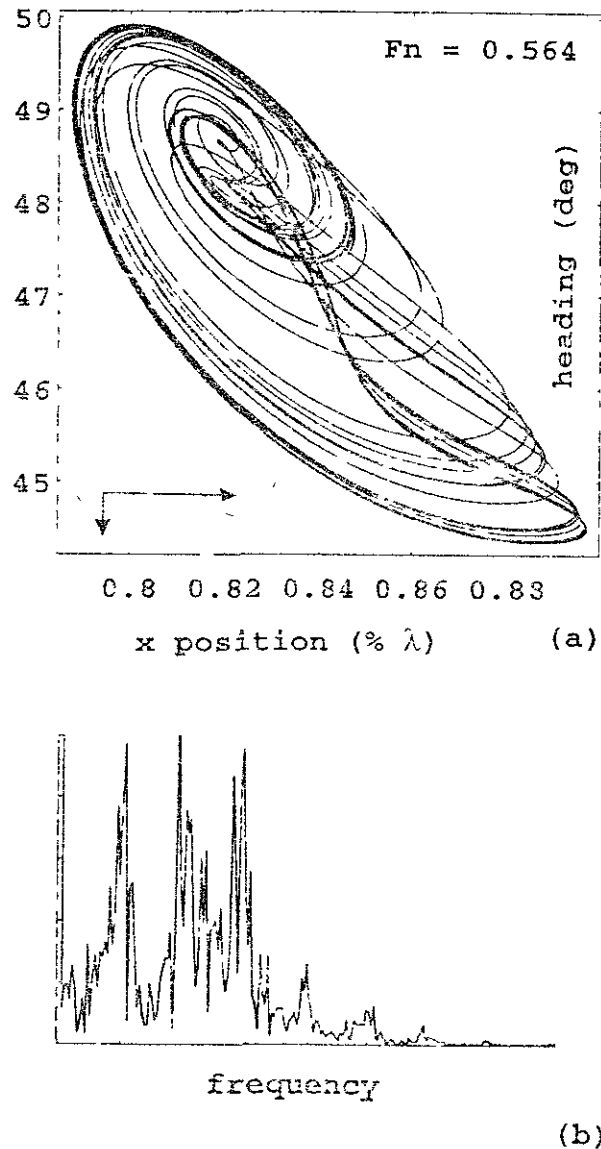 50
Fn = 0.564
49
48
47
46
45
heading (deg)
0.8 0.82 0.84 0.86 0.83
x position (% λ)
(a)
frequency
(b)